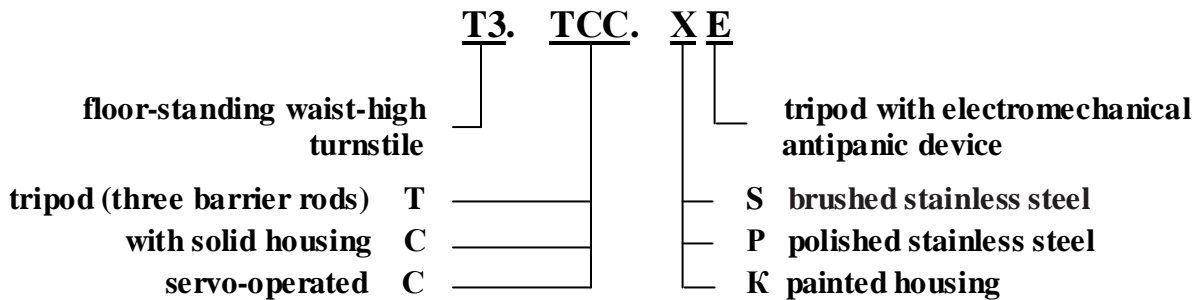 T3. TCC. X E
floor-standing waist-high
turnstile
tripod with electromechanical
antipanic device
tripod (three barrier rods) T
with solid housing C
servo-operated C
S brushed stainless steel
P polished stainless steel
К painted housing